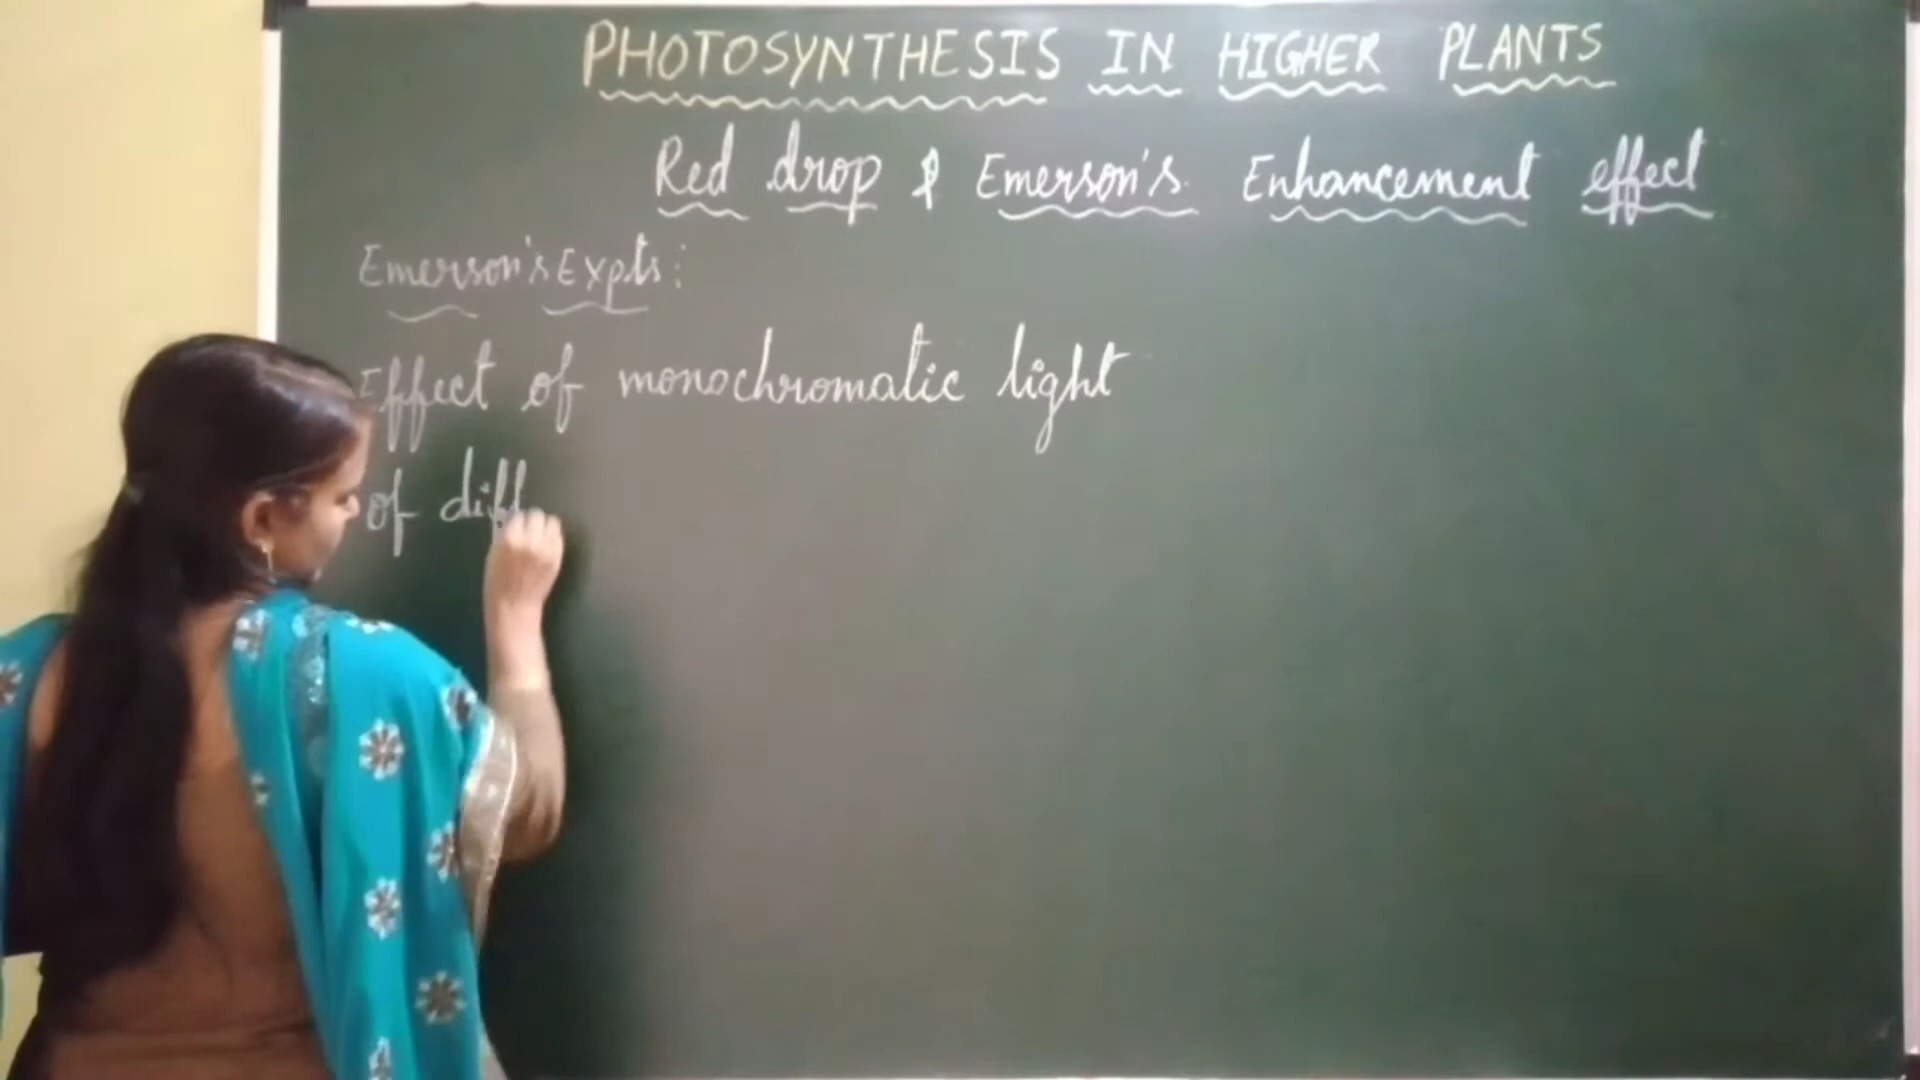 PHOTOSYNTHESIS IN HIGHER PLANTS
Red drop & Emerson's Enhancement effect
Emerson's Expts:
Effect of monochromatic light
of diff